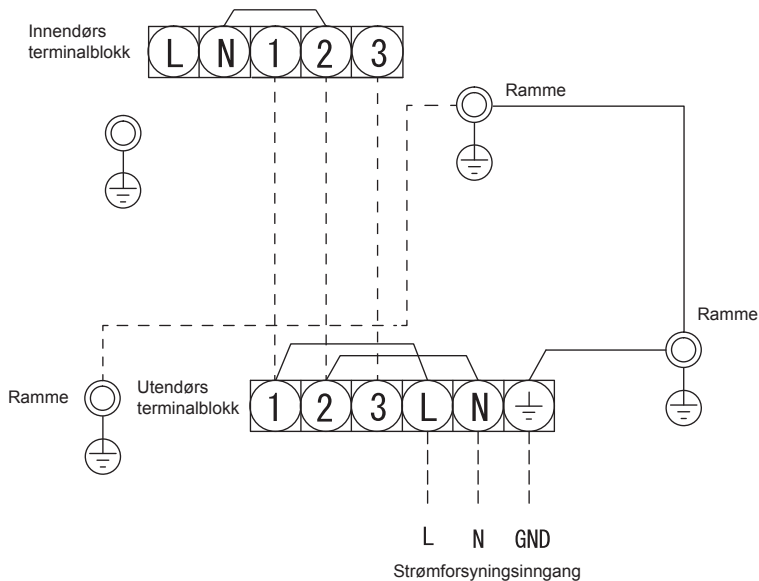 Innendørs
terminalblokk
L N 1 2 3
Ramme
Ramme
Ramme
Utendørs
terminalblokk
1 2 3 L N
L N GND
Strømforsyningsinngang